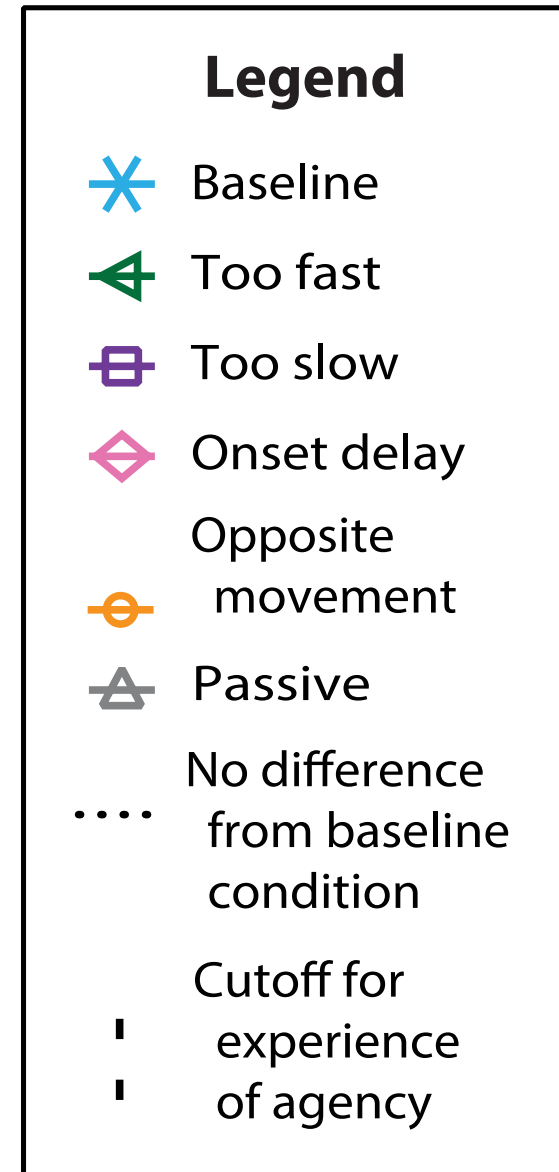 Legend
Baseline
Too fast
Too slow
Onset delay
Opposite
movement
Passive
No difference
from baseline
condition
Cutoff for
experience
of agency